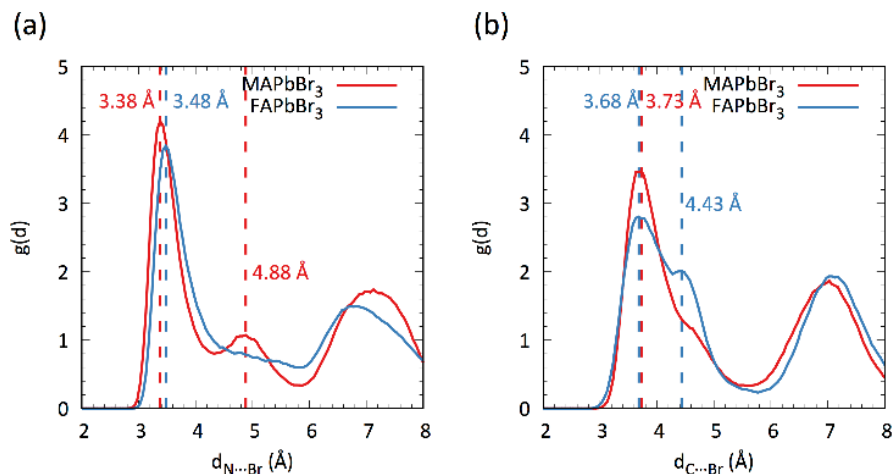 (a)
5
4
3
2
1
0
g(d)
MAPbBr3
FAPbBr3
3.38 Å
3.48 Å
4.88 Å
2 3 4 5 6 7 8
dN···Br (Å)
(b)
5
4
3
2
1
0
g(d)
MAPbBr3
FAPbBr3
3.68 Å
3.73 Å
4.43 Å
2 3 4 5 6 7 8
dC···Br (Å)